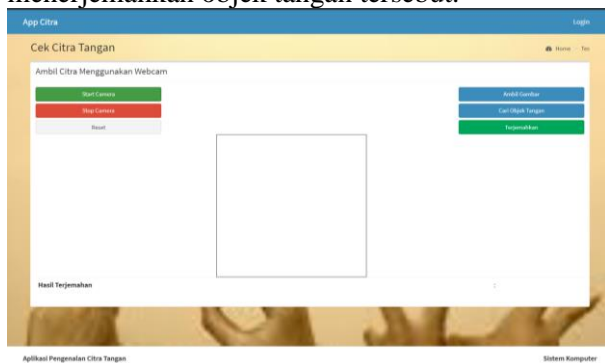 menerjemahkan objek tangan tersebut.
App Citra
Login
Cek Citra Tangan
Home
Tes
Ambil Citra Menggunakan Webcam
Start Camera
Ambil Gambar
Stop Camera
Cari Objek Tangan
Reset
Terjemahkan
Hasil Terjemahan
:
Aplikasi Pengenalan Citra Tangan
Sistem Komputer